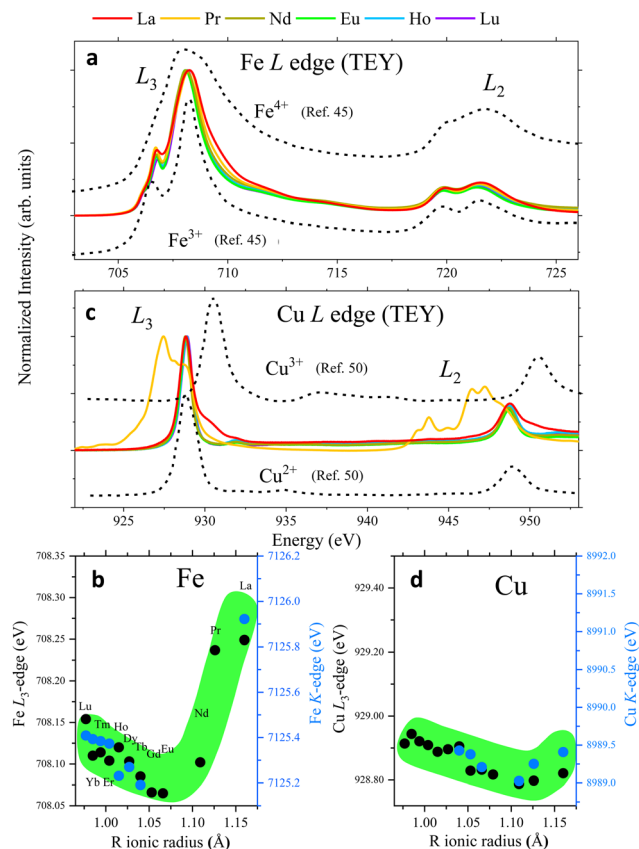 La Pr Nd Eu Ho Lu
a
L3
Fe L edge (TEY)
L2
Fe4+ (Ref. 45)
Fe3+ (Ref. 45)
705 710 715 720 725
Normalized Intensity (arb. units)
c
L3
Cu L edge (TEY)
Cu3+ (Ref. 50)
L2
Cu2+ (Ref. 50)
925 930 935 940 945 950
Energy (eV)
b
Fe
708.35
708.30
708.25
708.20
708.15
708.10
708.05
Fe L3-edge (eV)
7126.2
7126.0
7125.8
7125.6
7125.4
7125.2
Fe K-edge (eV)
La
Pr
Nd
Lu
Tm
Ho
Dy
Tb
Gd
Eu
Yb Er
1.00 1.05 1.10 1.15
R ionic radius (Å)
d
Cu
929.40
929.20
929.00
928.80
Cu L3-edge (eV)
8992.0
8991.5
8991.0
8990.5
8990.0
8989.5
8989.0
Cu K-edge (eV)
1.00 1.05 1.10 1.15
R ionic radius (Å)